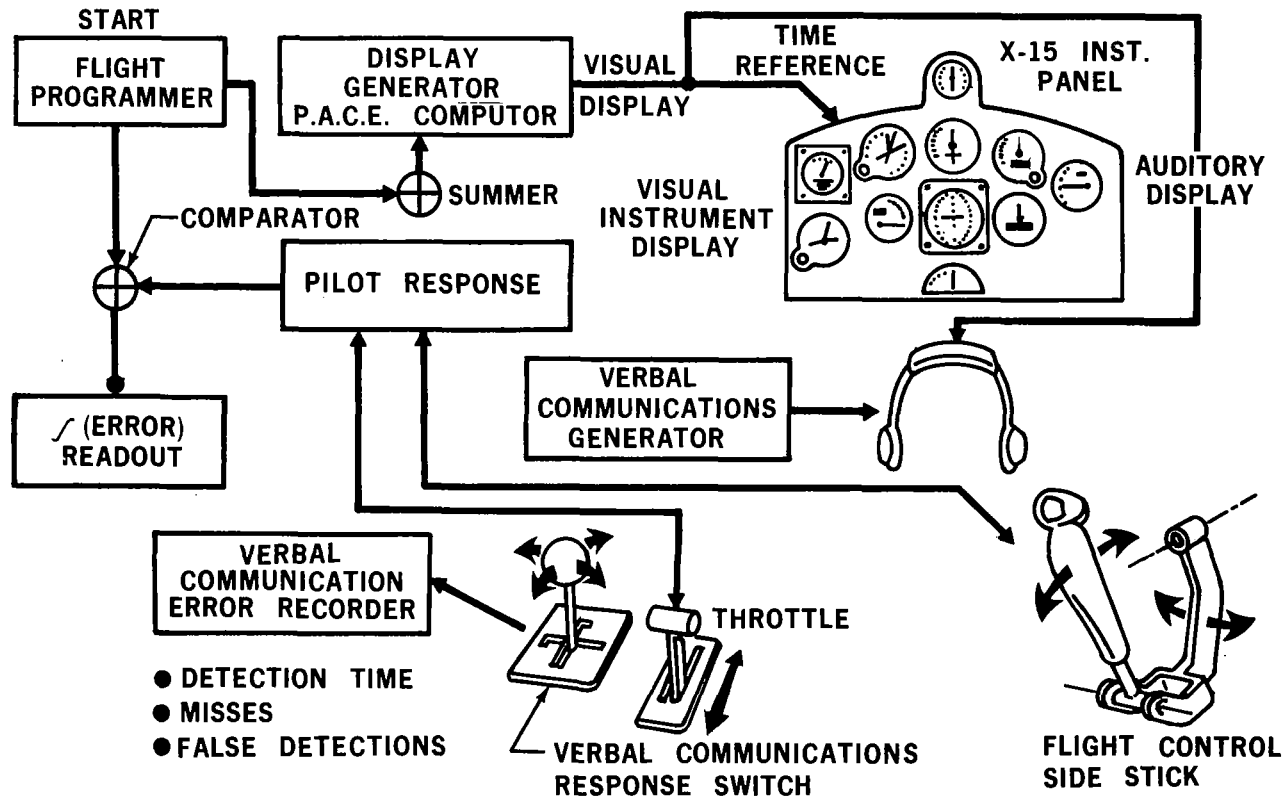 START
FLIGHT
PROGRAMMER
DISPLAY
GENERATOR
P.A.C.E. COMPUTOR
VISUAL
DISPLAY
TIME
REFERENCE
X-15 INST.
PANEL
AUDITORY
DISPLAY
SUMMER
VISUAL
INSTRUMENT
DISPLAY
COMPARATOR
PILOT RESPONSE
∫ (ERROR)
READOUT
VERBAL
COMMUNICATIONS
GENERATOR
VERBAL
COMMUNICATION
ERROR RECORDER
THROTTLE
● DETECTION TIME
● MISSES
● FALSE DETECTIONS
VERBAL COMMUNICATIONS
RESPONSE SWITCH
FLIGHT CONTROL
SIDE STICK